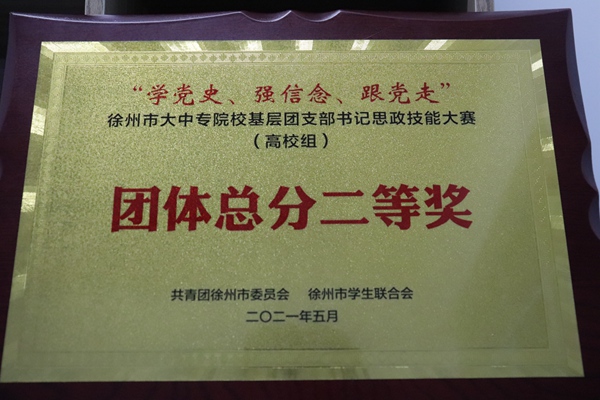 “学党史、强信念、跟党走”
徐州市大中专院校基层团支部书记思政技能大赛
（高校组）
团体总分二等奖
共青团徐州市委员会 徐州市学生联合会
二〇二一年五月